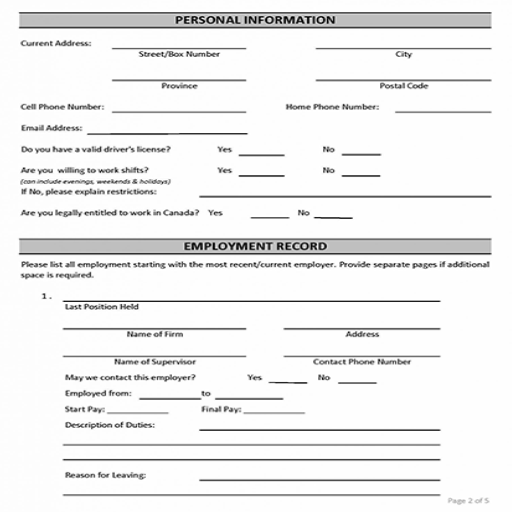 PERSONAL INFORMATION
Current Address:
Street/Box Number City
Province Postal Code
Cell Phone Number: Home Phone Number:
Email Address:
Do you have a valid driver's license? Yes No
Are you willing to work shifts? Yes No
(can include evenings, weekends & holidays)
If No, please explain restrictions:
Are you legally entitled to work in Canada? Yes No
EMPLOYMENT RECORD
Please list all employment starting with the most recent/current employer. Provide separate pages if additional
space is required.
1.
Last Position Held
Name of Firm Address
Name of Supervisor Contact Phone Number
May we contact this employer? Yes No
Employed from: to
Start Pay: Final Pay:
Description of Duties:
Reason for Leaving:
Page 2 of 5